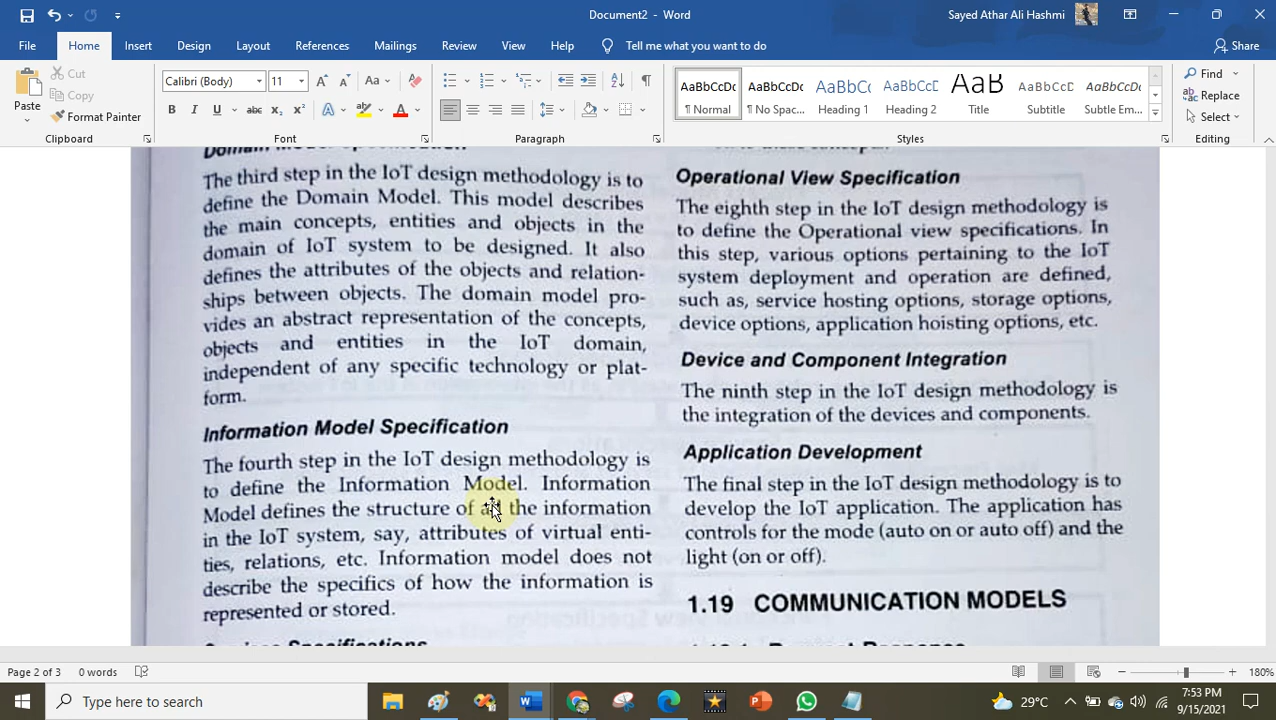 Document2 - Word
Sayed Athar Ali Hashmi
File
Home
Insert
Design
Layout
References
Mailings
Review
View
Help
Tell me what you want to do
Share
Paste
Cut
Copy
Format Painter
Clipboard
Calibri (Body)
11
Font
Paragraph
AaBbCcDd
¶ Normal
AaBbCcDd
¶ No Spac...
AaBbC
Heading 1
AaBbCcD
Heading 2
AaB
Title
AaBbCcD
Subtitle
AaBbCcDd
Subtle Em...
Styles
Find
Replace
Select
Editing
The third step in the IoT design methodology is to
define the Domain Model. This model describes
the main concepts, entities and objects in the
domain of IoT system to be designed. It also
defines the attributes of the objects and relation-
ships between objects. The domain model pro-
vides an abstract representation of the concepts,
objects and entities in the IoT domain,
independent of any specific technology or plat-
form.
Information Model Specification
The fourth step in the IoT design methodology is
to define the Information Model. Information
Model defines the structure of all the information
in the IoT system, say, attributes of virtual enti-
ties, relations, etc. Information model does not
describe the specifics of how the information is
represented or stored.
Operational View Specification
The eighth step in the IoT design methodology is
to define the Operational view specifications. In
this step, various options pertaining to the IoT
system deployment and operation are defined,
such as, service hosting options, storage options,
device options, application hoisting options, etc.
Device and Component Integration
The ninth step in the IoT design methodology is
the integration of the devices and components.
Application Development
The final step in the IoT design methodology is to
develop the IoT application. The application has
controls for the mode (auto on or auto off) and the
light (on or off).
1.19 COMMUNICATION MODELS
Page 2 of 3
0 words
180%
Type here to search
29°C
7:53 PM
9/15/2021